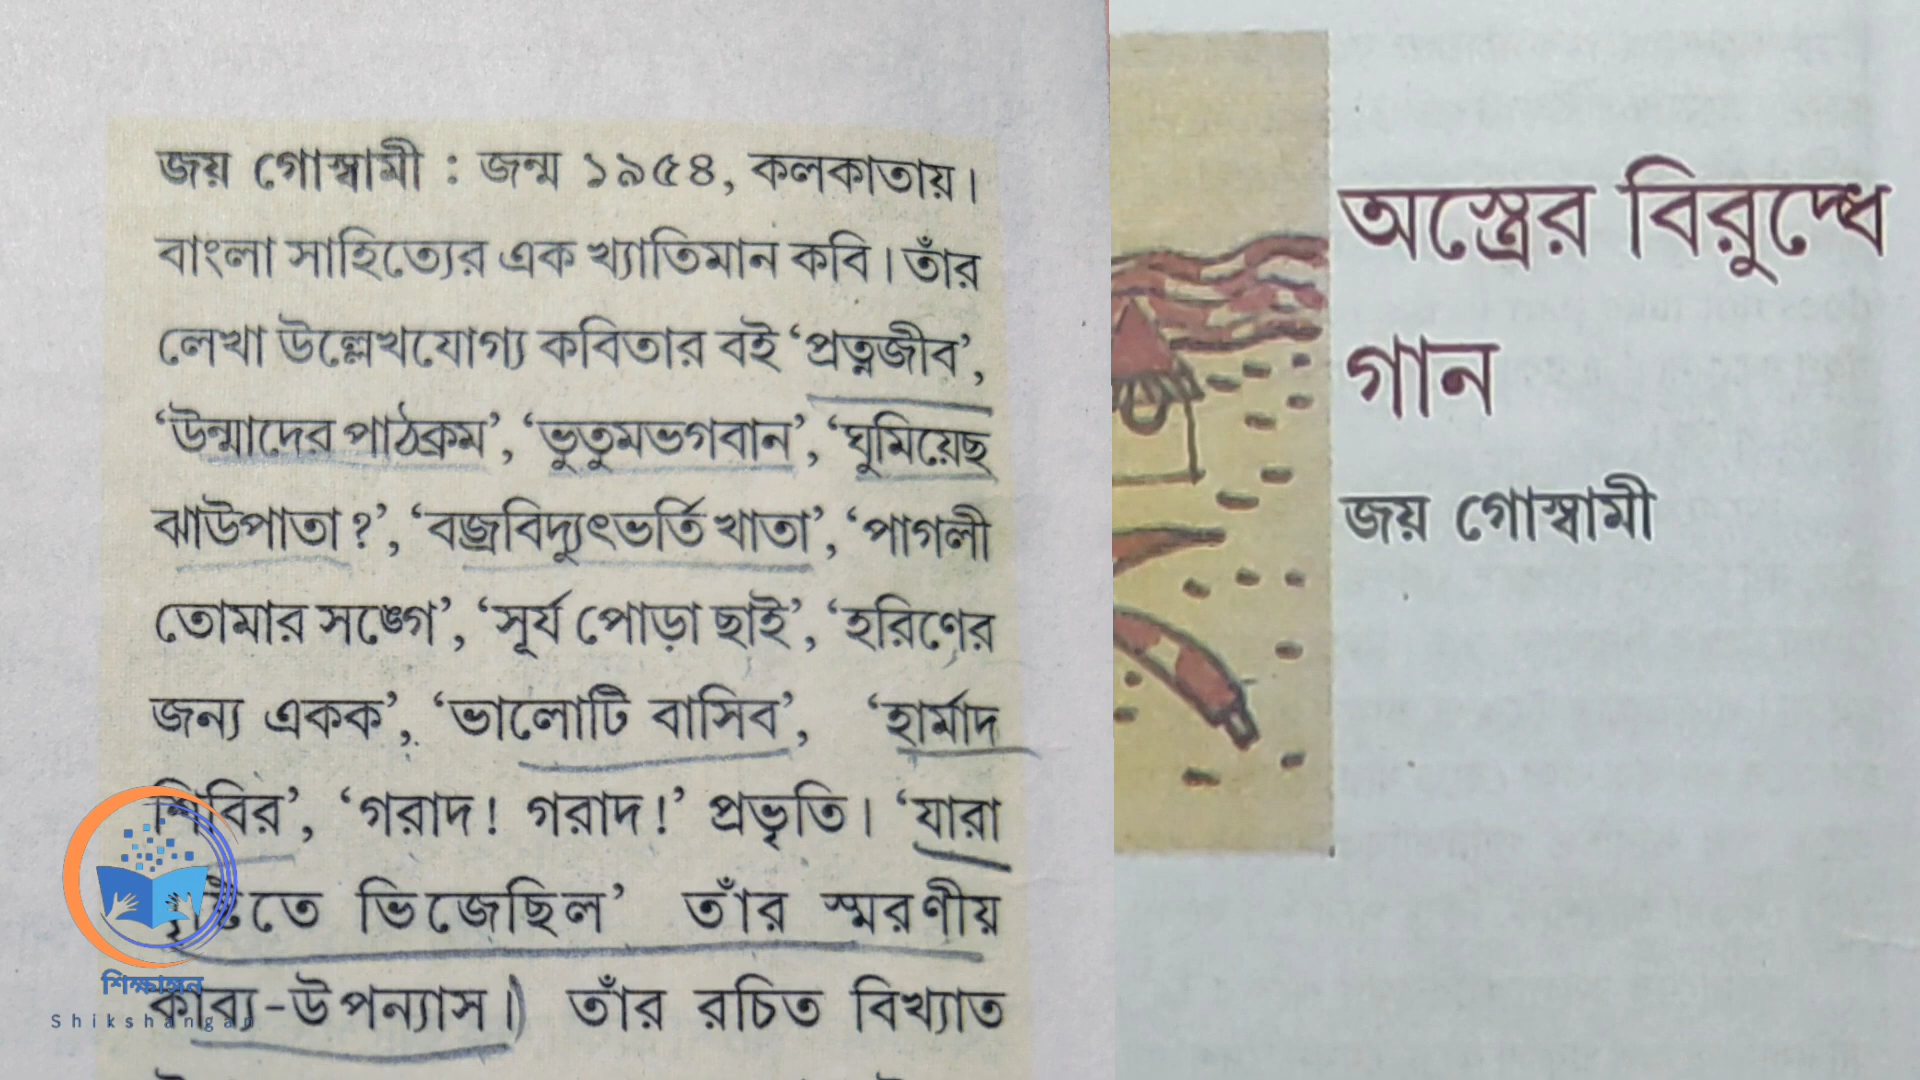 জয় গোস্বামী : জন্ম ১৯৫৪, কলকাতায়।
বাংলা সাহিত্যের এক খ্যাতিমান কবি। তাঁর
লেখা উল্লেখযোগ্য কবিতার বই ‘প্রত্নজীব’,
‘উন্মাদের পাঠক্রম’, ‘ভুতুমভগবান’, ‘ঘুমিয়েছ
ঝাউপাতা ?’, ‘বজ্রবিদ্যুৎভর্তি খাতা’, ‘পাগলী
তোমার সঙ্গে’, ‘সূর্য পোড়া ছাই’, ‘হরিণের
জন্য একক’, ‘ভালোটি বাসিব’, ‘হার্মাদ
শিবির’, ‘গরাদ! গরাদ!’ প্রভৃতি। ‘যারা
বৃষ্টিতে ভিজেছিল’ তাঁর স্মরণীয়
কাব্য-উপন্যাস।) তাঁর রচিত বিখ্যাত
শিক্ষাঙ্গন
Shikshangan
অস্ত্রের বিরুদ্ধে
গান
জয় গোস্বামী